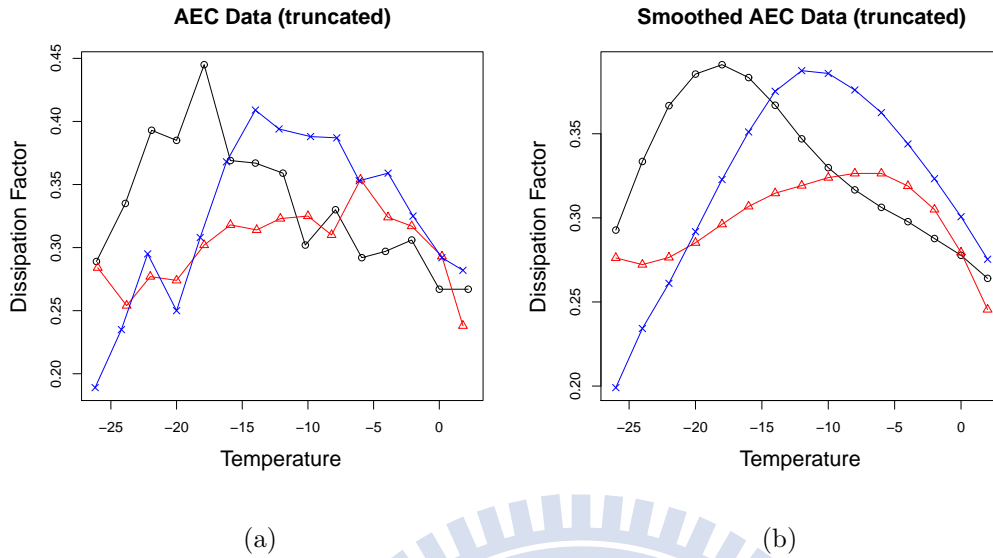 AEC Data (truncated)
Dissipation Factor
0.45
0.40
0.35
0.30
0.25
0.20
−25 −20 −15 −10 −5 0
Temperature
(a)
Smoothed AEC Data (truncated)
Dissipation Factor
0.35
0.30
0.25
0.20
−25 −20 −15 −10 −5 0
Temperature
(b)